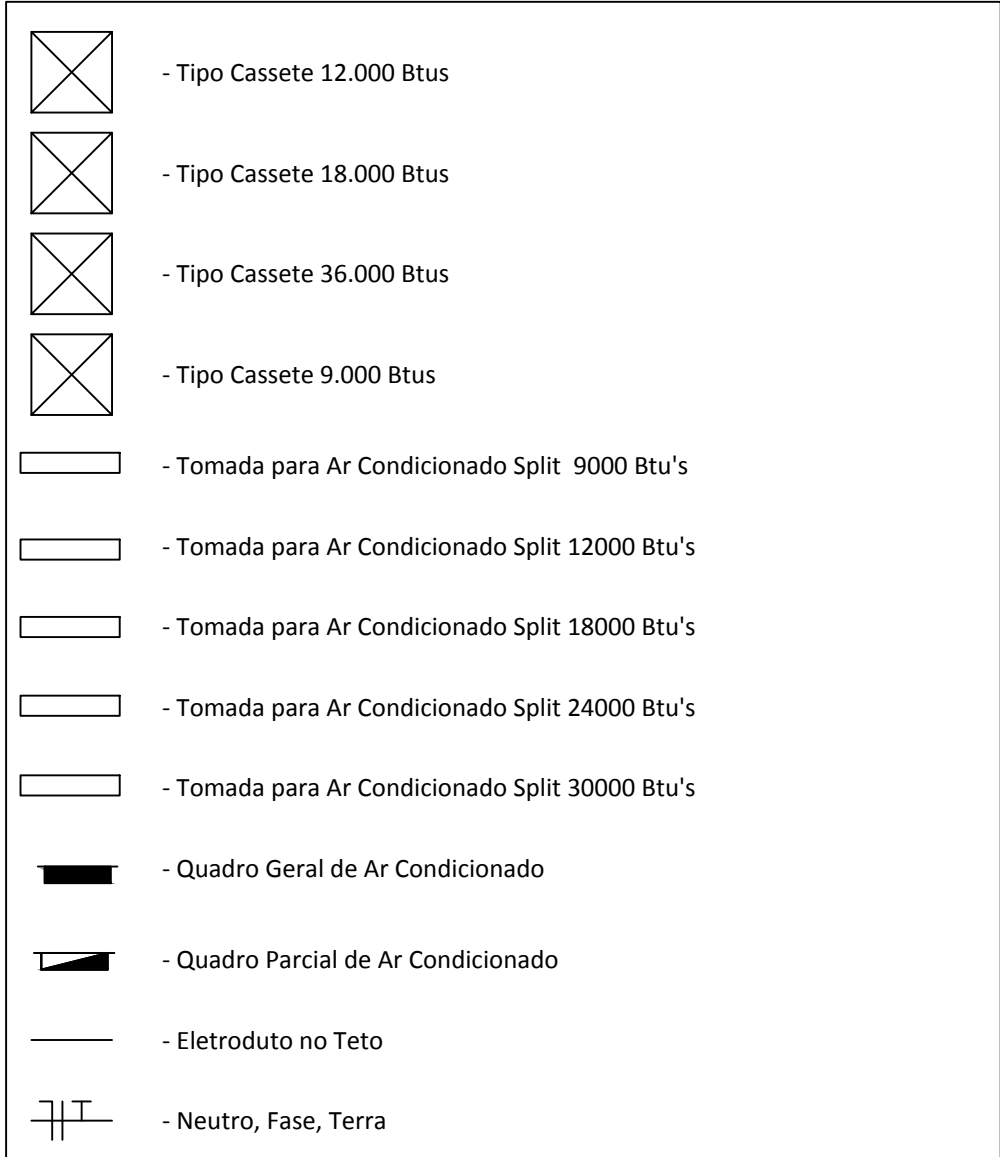 - Tipo Cassete 12.000 Btus
- Tipo Cassete 18.000 Btus
- Tipo Cassete 36.000 Btus
- Tipo Cassete 9.000 Btus
- Tomada para Ar Condicionado Split  9000 Btu's
- Tomada para Ar Condicionado Split 12000 Btu's
- Tomada para Ar Condicionado Split 18000 Btu's
- Tomada para Ar Condicionado Split 24000 Btu's
- Tomada para Ar Condicionado Split 30000 Btu's
- Quadro Geral de Ar Condicionado
- Quadro Parcial de Ar Condicionado
- Eletroduto no Teto
- Neutro, Fase, Terra